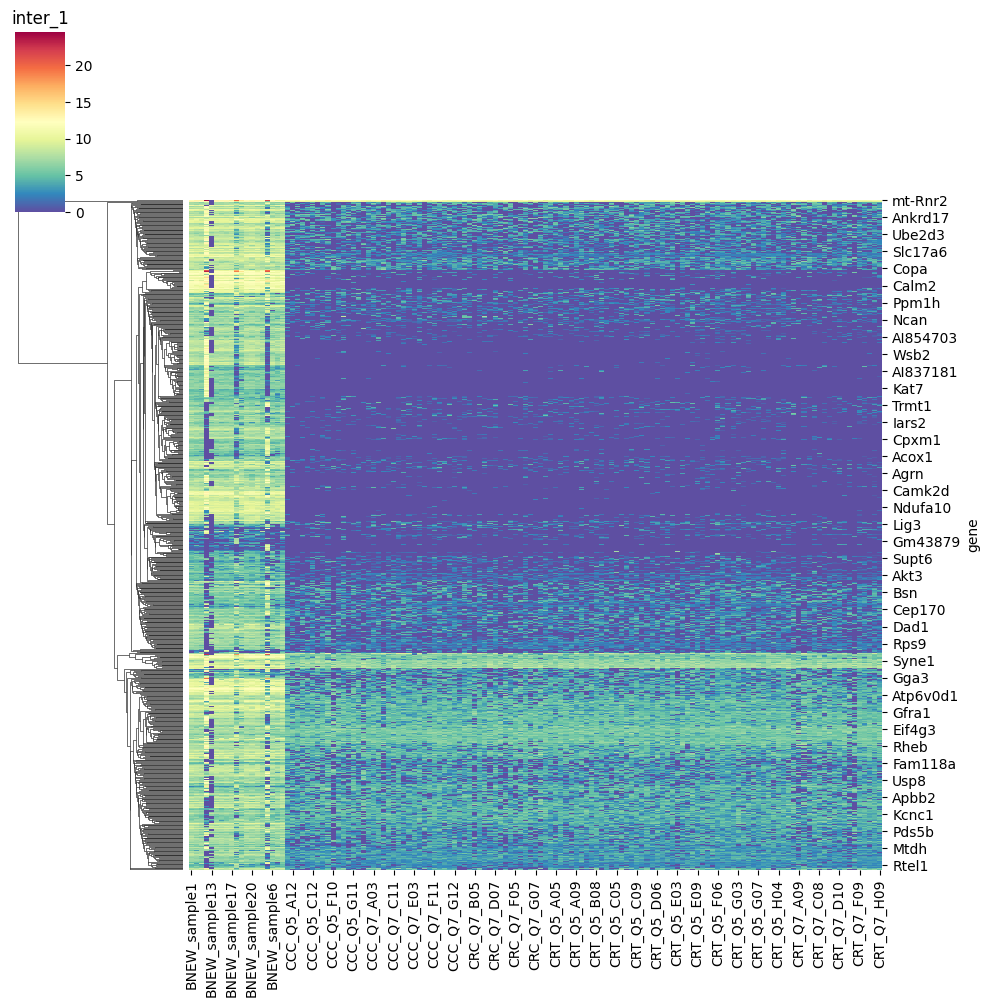 inter_1
20
15
10
5
0
mt-Rnr2
Ankrd17
Ube2d3
Slc17a6
Copa
Calm2
Ppm1h
Ncan
AI854703
Wsb2
AI837181
Kat7
Trmt1
Iars2
Cpxm1
Acox1
Agrn
Camk2d
Ndufa10
Lig3
Gm43879
Supt6
Akt3
Bsn
Cep170
Dad1
Rps9
Syne1
Gga3
Atp6v0d1
Gfra1
Eif4g3
Rheb
Fam118a
Usp8
Apbb2
Kcnc1
Pds5b
Mtdh
Rtel1
gene
BNEW_sample1
BNEW_sample13
BNEW_sample17
BNEW_sample20
BNEW_sample6
CCC_Q5_A12
CCC_Q5_C12
CCC_Q5_F10
CCC_Q5_G11
CCC_Q7_A03
CCC_Q7_C11
CCC_Q7_E03
CCC_Q7_F11
CCC_Q7_G12
CRC_Q7_B05
CRC_Q7_D07
CRC_Q7_F05
CRC_Q7_G07
CRT_Q5_A05
CRT_Q5_A09
CRT_Q5_B08
CRT_Q5_C05
CRT_Q5_C09
CRT_Q5_D06
CRT_Q5_E03
CRT_Q5_E09
CRT_Q5_F06
CRT_Q5_G03
CRT_Q5_G07
CRT_Q5_H04
CRT_Q7_A09
CRT_Q7_C08
CRT_Q7_D10
CRT_Q7_F09
CRT_Q7_H09